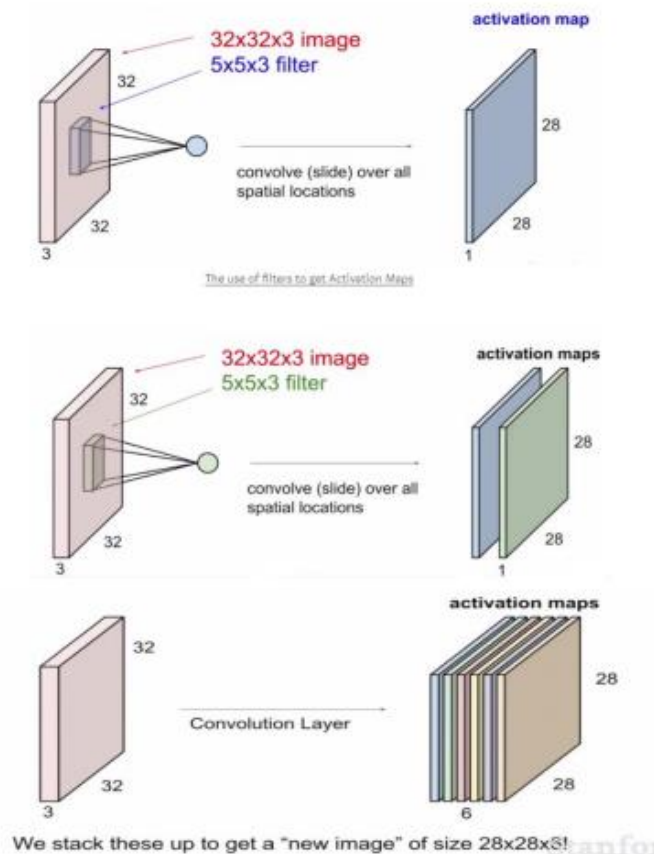 activation map
32x32x3 image
5x5x3 filter
32
28
convolve (slide) over all
spatial locations
32
28
3
1
The use of filters to get Activation Maps
32x32x3 image
activation maps
5x5x3 filter
32
28
convolve (slide) over all
spatial locations
32
28
3
1
activation maps
32
28
Convolution Layer
32
28
3
6
We stack these up to get a "new image" of size 28x28x6!